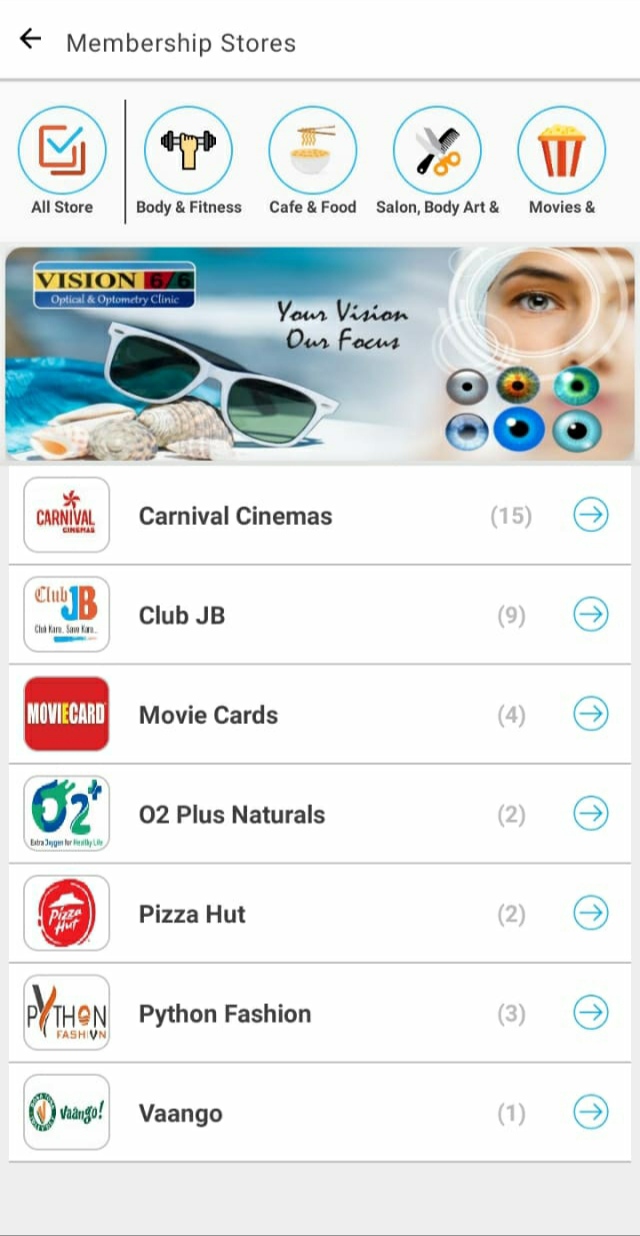 Membership Stores
All Store
Body & Fitness
Cafe & Food
Salon, Body Art &
Movies &
VISION 6/6
Optical & Optometry Clinic
Your Vision
Our Focus
CARNIVAL
CINEMAS
Carnival Cinemas
(15)
Club JB
Club Karo.. Save Karo..
Club JB
(9)
MOVIECARD
Movie Cards
(4)
O2+
Extra Oxygen for Healthy Life
O2 Plus Naturals
(2)
Pizza
Hut
Pizza Hut
(2)
PYTHON
FASHIVN
Python Fashion
(3)
Vaango!
Vaango
(1)